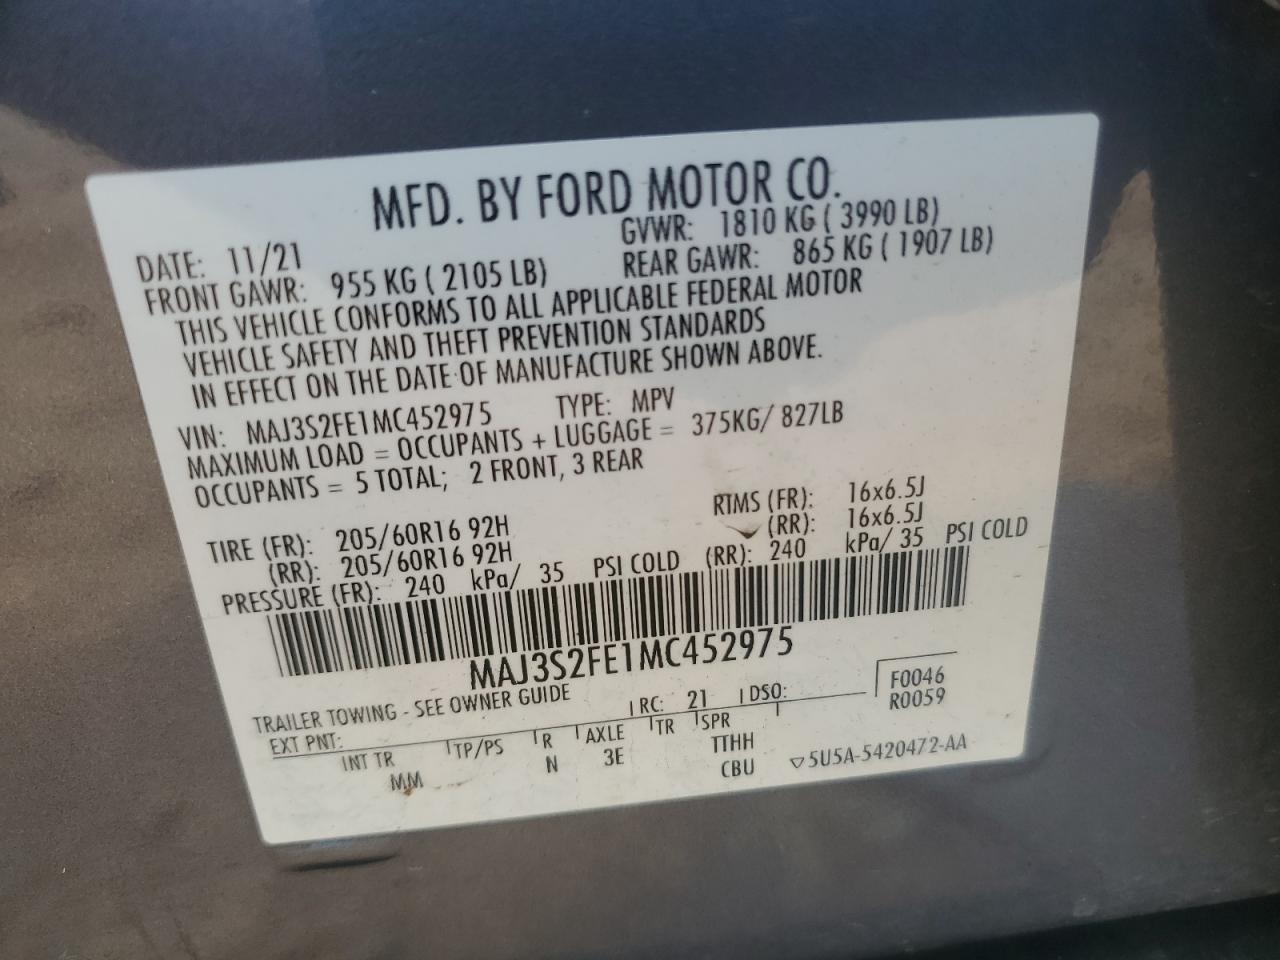 MFD. BY FORD MOTOR CO.
DATE: 11/21 GVWR: 1810 KG ( 3990 LB)
FRONT GAWR: 955 KG ( 2105 LB) REAR GAWR: 865 KG ( 1907 LB)
THIS VEHICLE CONFORMS TO ALL APPLICABLE FEDERAL MOTOR
VEHICLE SAFETY AND THEFT PREVENTION STANDARDS
IN EFFECT ON THE DATE OF MANUFACTURE SHOWN ABOVE.
VIN: MAJ3S2FE1MC452975 TYPE: MPV
MAXIMUM LOAD = OCCUPANTS + LUGGAGE = 375KG/ 827LB
OCCUPANTS = 5 TOTAL; 2 FRONT, 3 REAR
TIRE (FR): 205/60R16 92H RTMS (FR): 16x6.5J
(RR): 205/60R16 92H (RR): 16x6.5J
PRESSURE (FR): 240 kPa/ 35 PSI COLD (RR): 240 kPa/ 35 PSI COLD
MAJ3S2FE1MC452975
TRAILER TOWING - SEE OWNER GUIDE
EXT PNT: RC: 21 DSO: F0046
R0059
INT TR TP/PS R AXLE TR SPR
MM N 3E TTHH
CBU ▽5U5A-5420472-AA